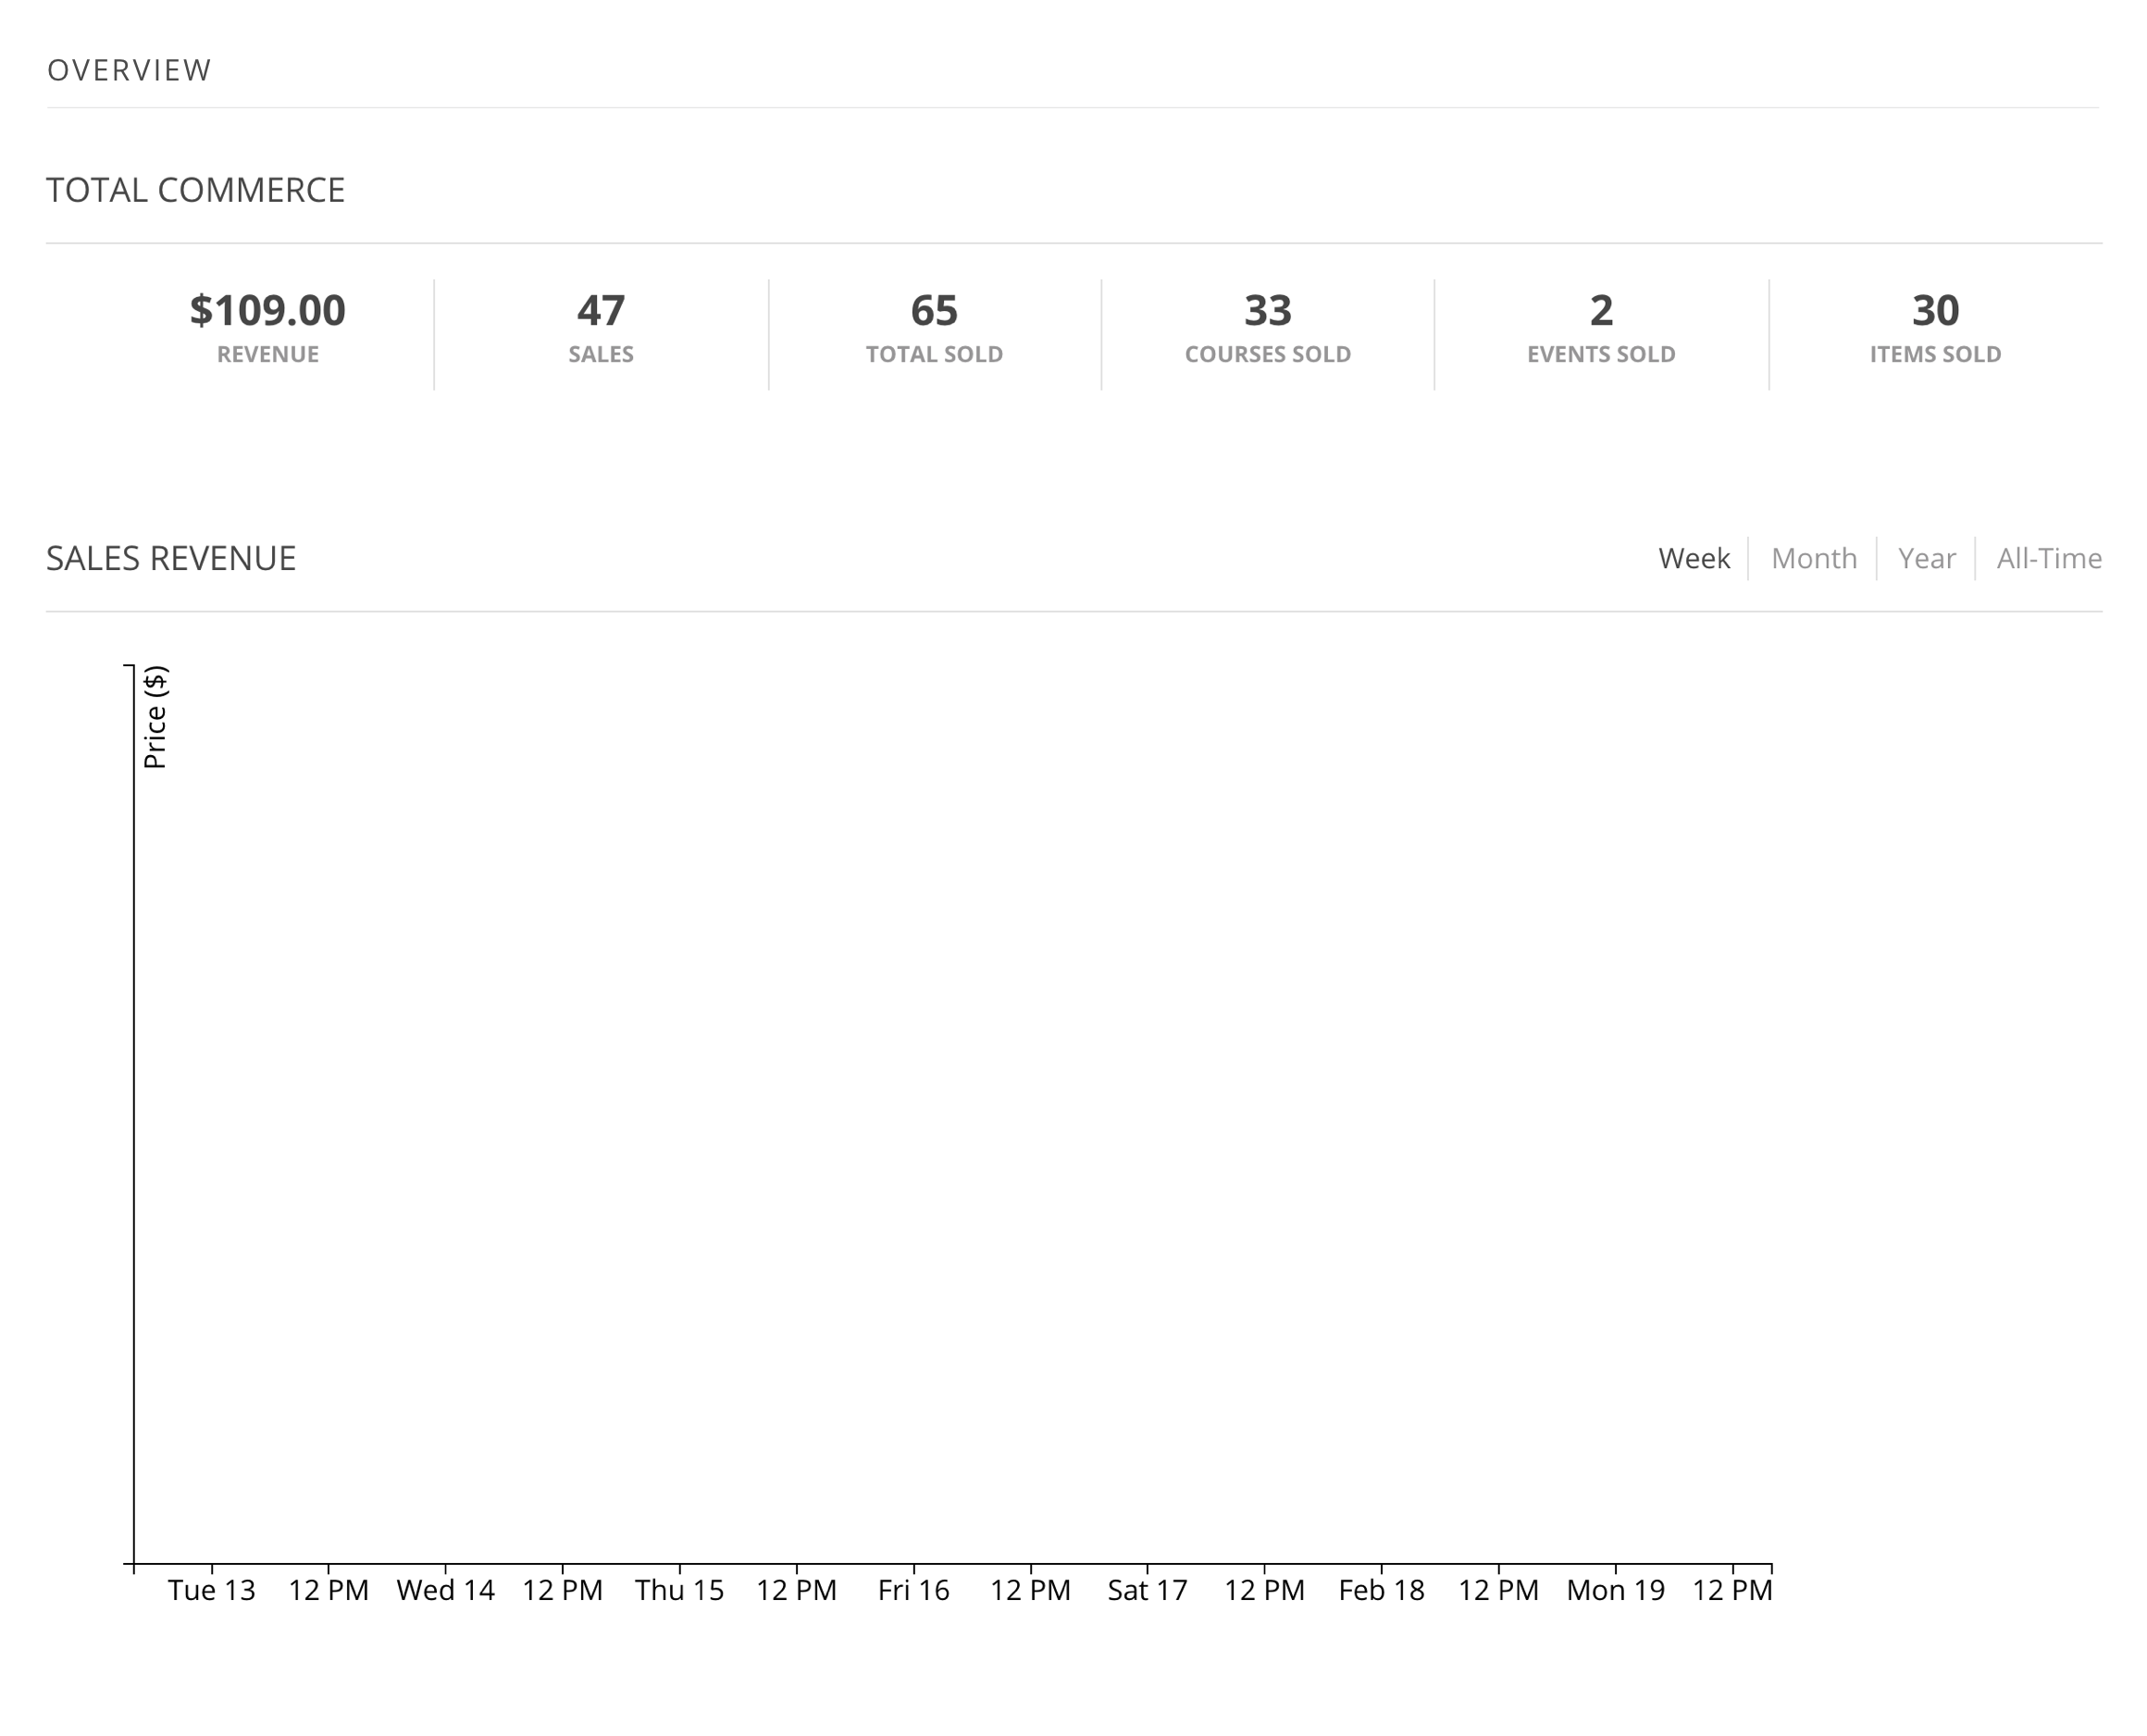 OVERVIEW
TOTAL COMMERCE
$109.00 47 65 33 2 30
REVENUE SALES TOTAL SOLD COURSES SOLD EVENTS SOLD ITEMS SOLD
SALES REVENUE Week Month Year All-Time
Price ($)
Tue 13 12 PM Wed 14 12 PM Thu 15 12 PM Fri 16 12 PM Sat 17 12 PM Feb 18 12 PM Mon 19 12 PM